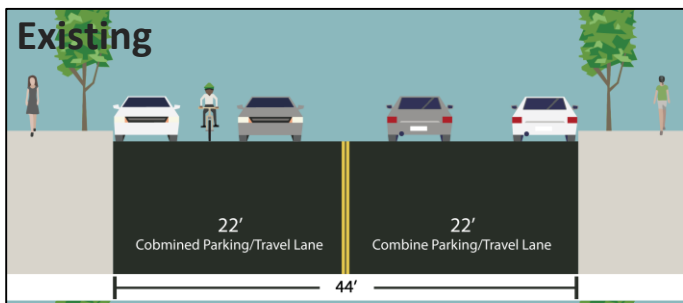 Existing
22'
Cobmined Parking/Travel Lane
22'
Combine Parking/Travel Lane
44'